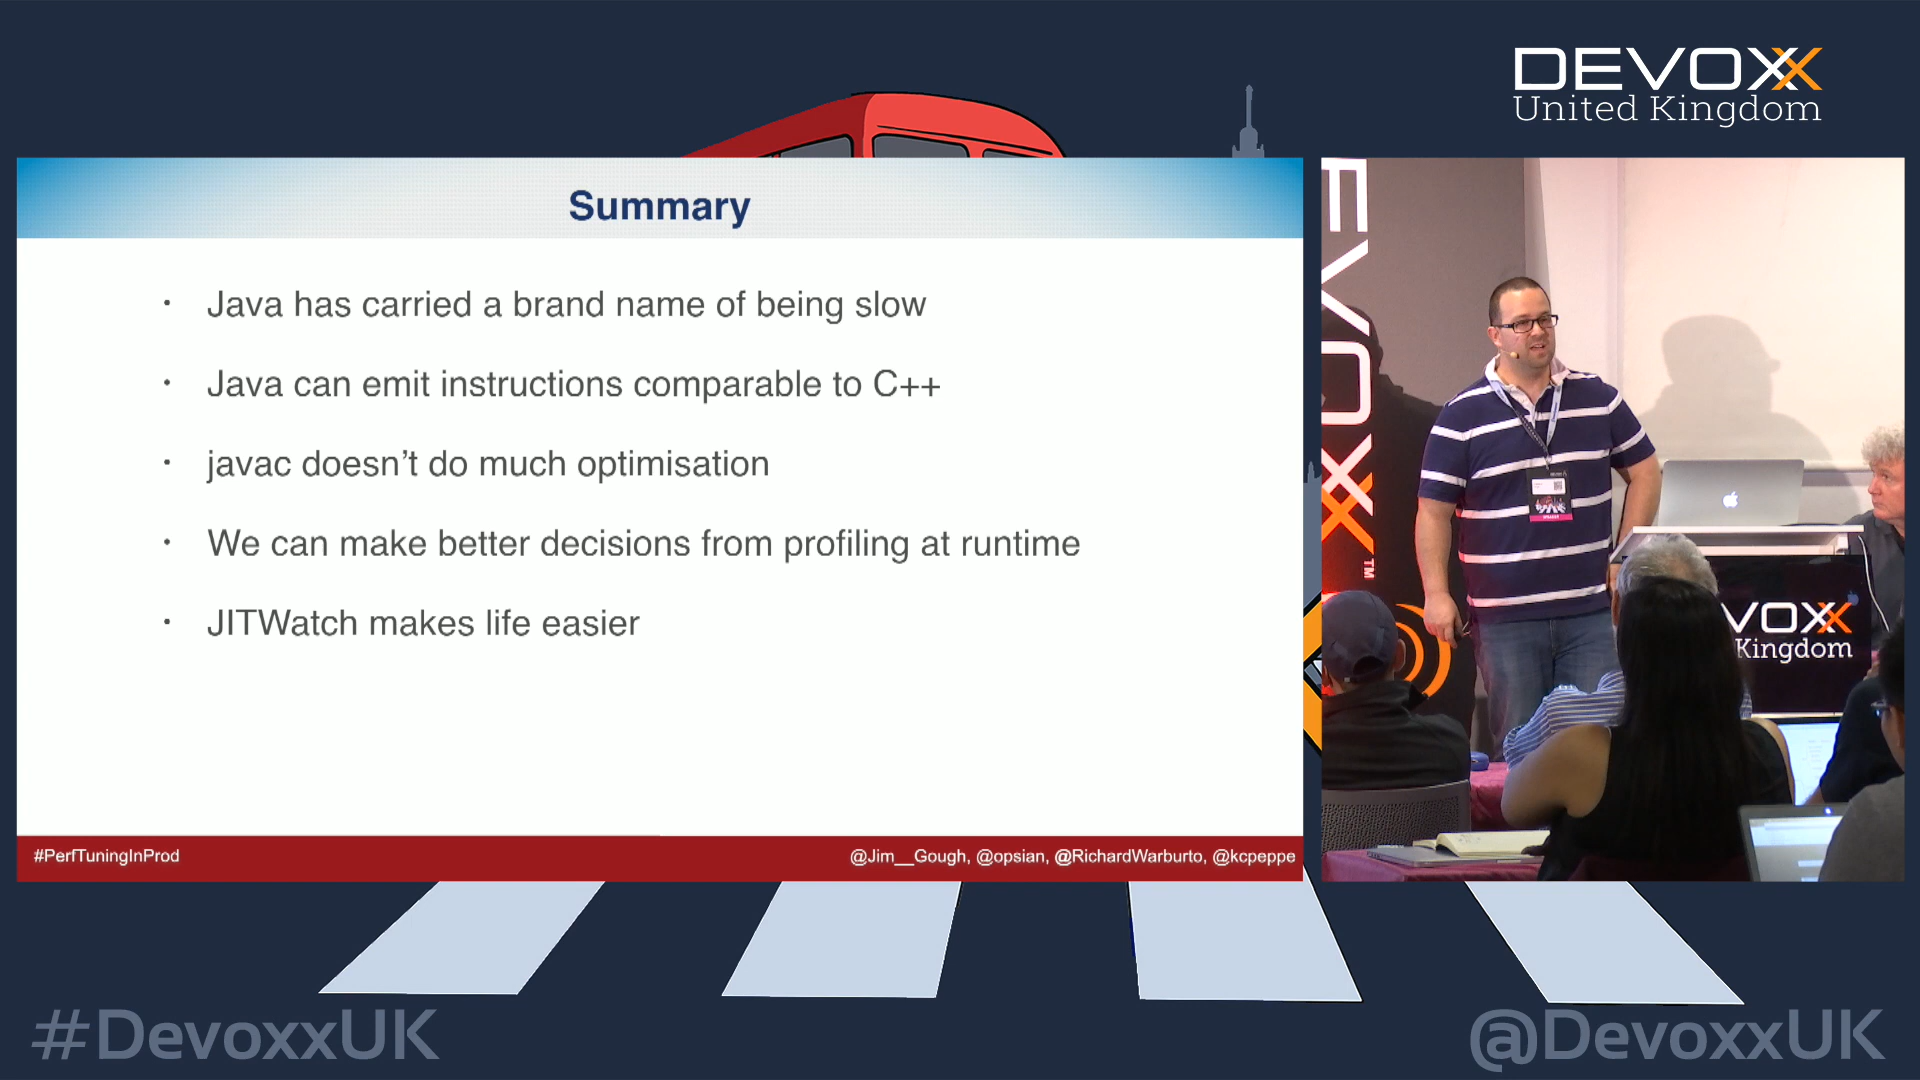 DEVOXX
United Kingdom
Summary
• Java has carried a brand name of being slow
• Java can emit instructions comparable to C++
• javac doesn't do much optimisation
• We can make better decisions from profiling at runtime
• JITWatch makes life easier
#PerfTuningInProd
@Jim__Gough, @opsian, @RichardWarburto, @kcpeppe
EVOXX™
VOXX
Kingdom
#DevoxxUK
@DevoxxUK